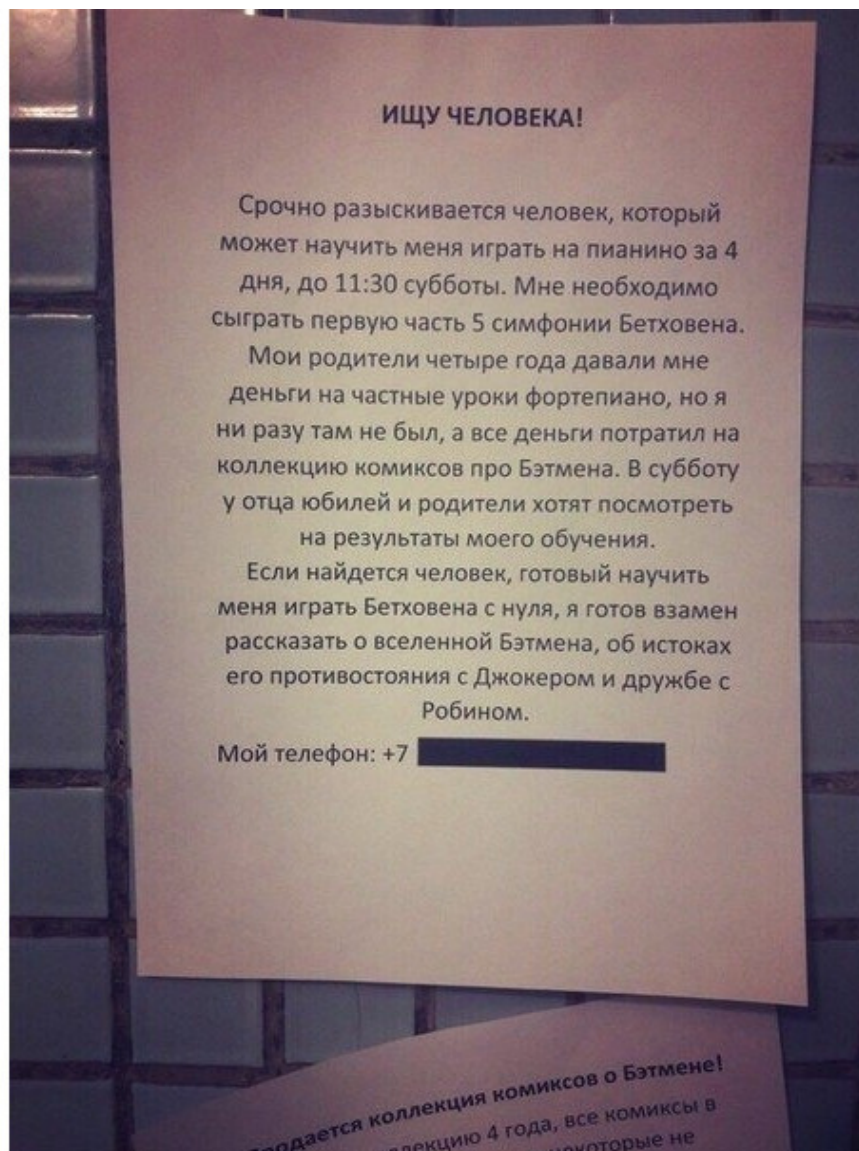 ИЩУ ЧЕЛОВЕКА!
Срочно разыскивается человек, который
может научить меня играть на пианино за 4
дня, до 11:30 субботы. Мне необходимо
сыграть первую часть 5 симфонии Бетховена.
Мои родители четыре года давали мне
деньги на частные уроки фортепиано, но я
ни разу там не был, а все деньги потратил на
коллекцию комиксов про Бэтмена. В субботу
у отца юбилей и родители хотят посмотреть
на результаты моего обучения.
Если найдется человек, готовый научить
меня играть Бетховена с нуля, я готов взамен
рассказать о вселенной Бэтмена, об истоках
его противостояния с Джокером и дружбе с
Робином.
Мой телефон: +7
коллекция комиксов о Бэтмене!
4 года, все комиксы в
некоторые не